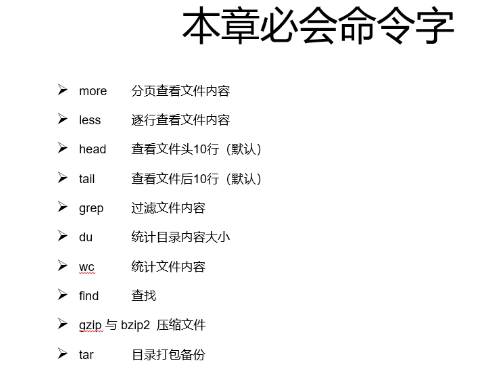 本章必会命令字
more 分页查看文件内容
less 逐行查看文件内容
head 查看文件头10行（默认）
tail 查看文件后10行（默认）
grep 过滤文件内容
du 统计目录内容大小
wc 统计文件内容
find 查找
gzip 与 bzip2 压缩文件
tar 目录打包备份